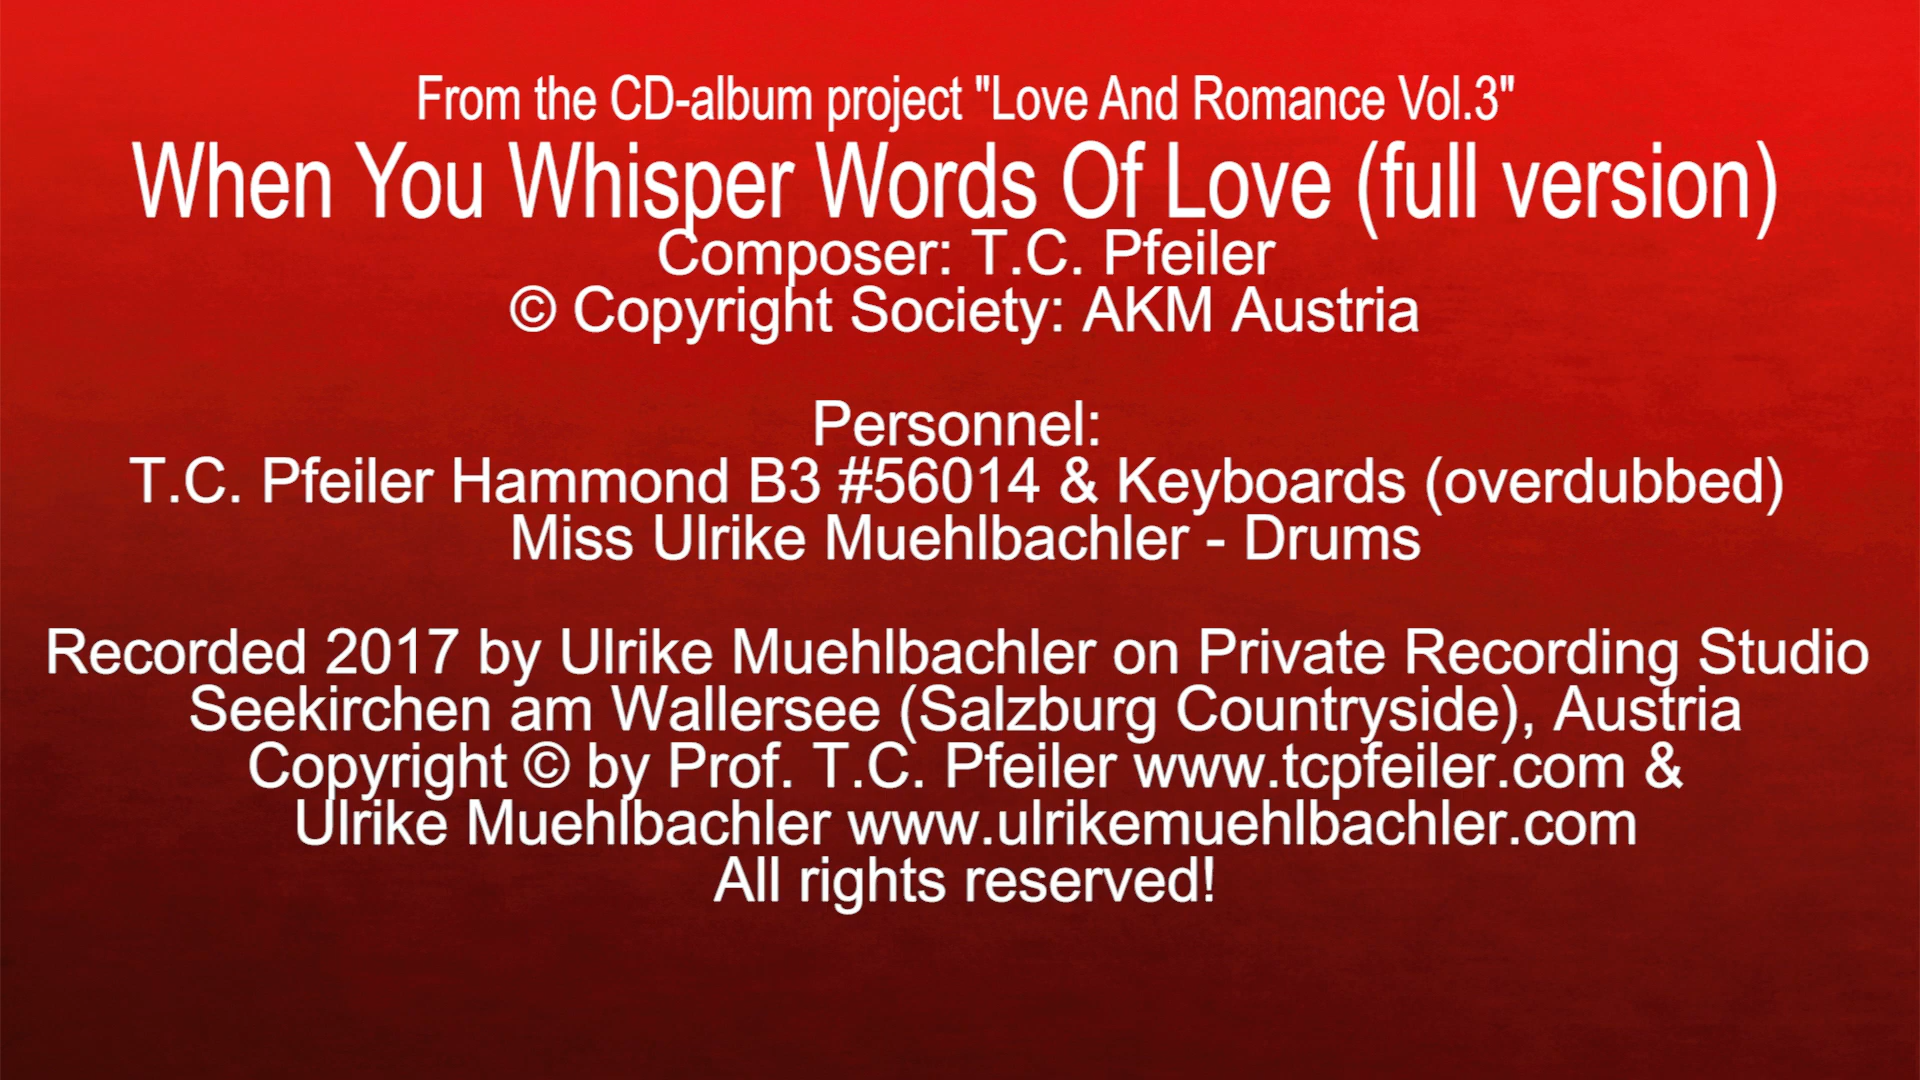 From the CD-album project "Love And Romance Vol.3"
When You Whisper Words Of Love (full version)
Composer: T.C. Pfeiler
© Copyright Society: AKM Austria
Personnel:
T.C. Pfeiler Hammond B3 #56014 & Keyboards (overdubbed)
Miss Ulrike Muehlbachler - Drums
Recorded 2017 by Ulrike Muehlbachler on Private Recording Studio
Seekirchen am Wallersee (Salzburg Countryside), Austria
Copyright © by Prof. T.C. Pfeiler www.tcpfeiler.com &
Ulrike Muehlbachler www.ulrikemuehlbachler.com
All rights reserved!